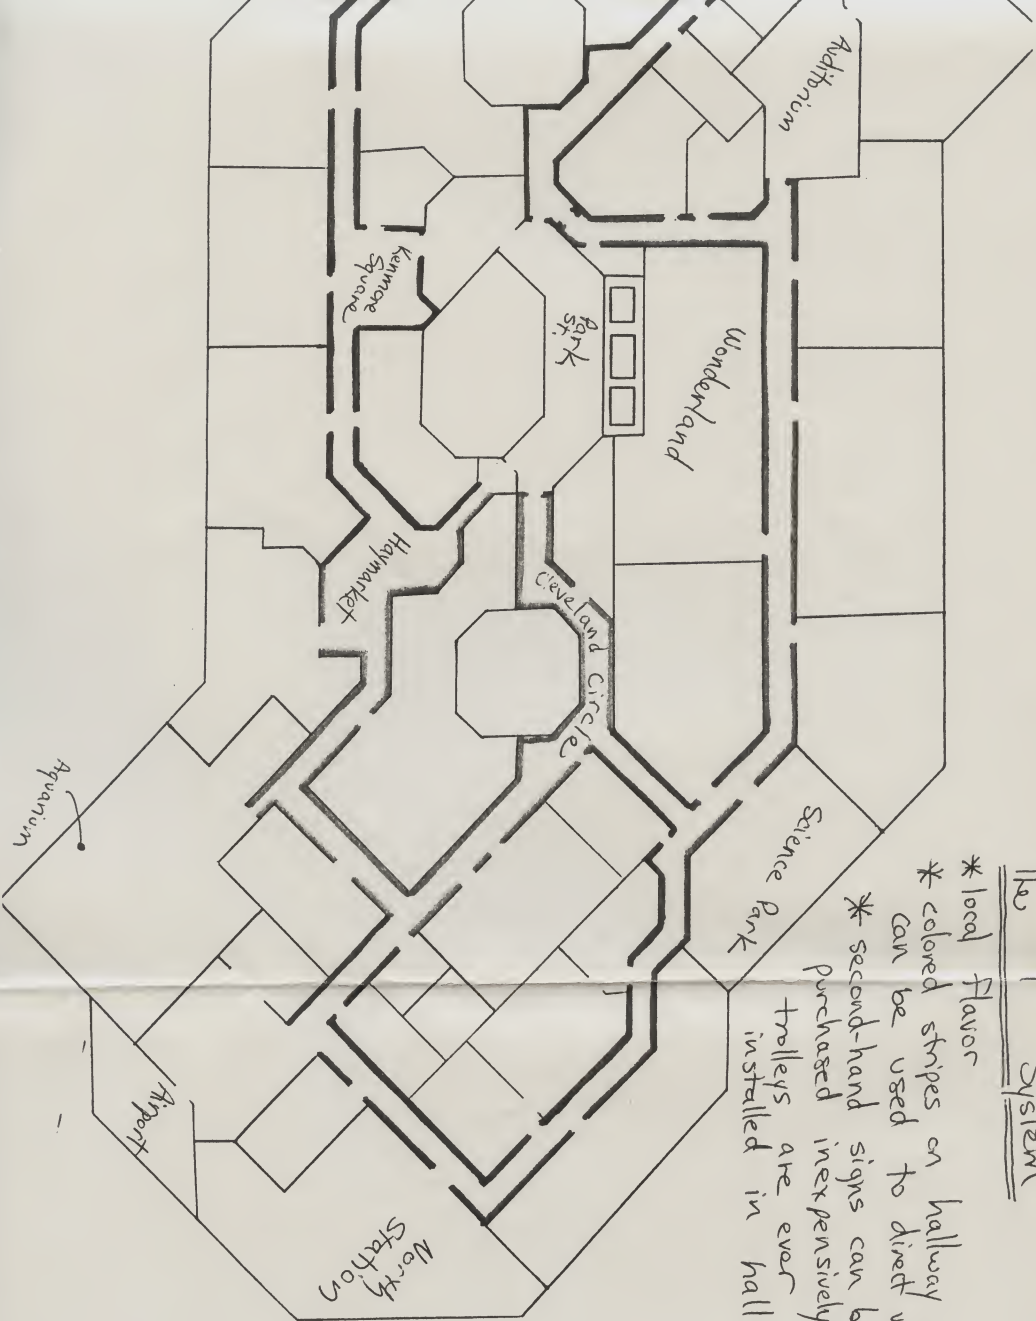 The T System
* local flavor
* colored stripes on hallway
can be used to direct
* second-hand signs can
purchased inexpensively
trolleys are ever
installed in hall
Auditorium
Kenmore
Square
Park
St.
Wonderland
Haymarket
Cleveland Circle
Science Park
Aquarium
Airport
North
Station